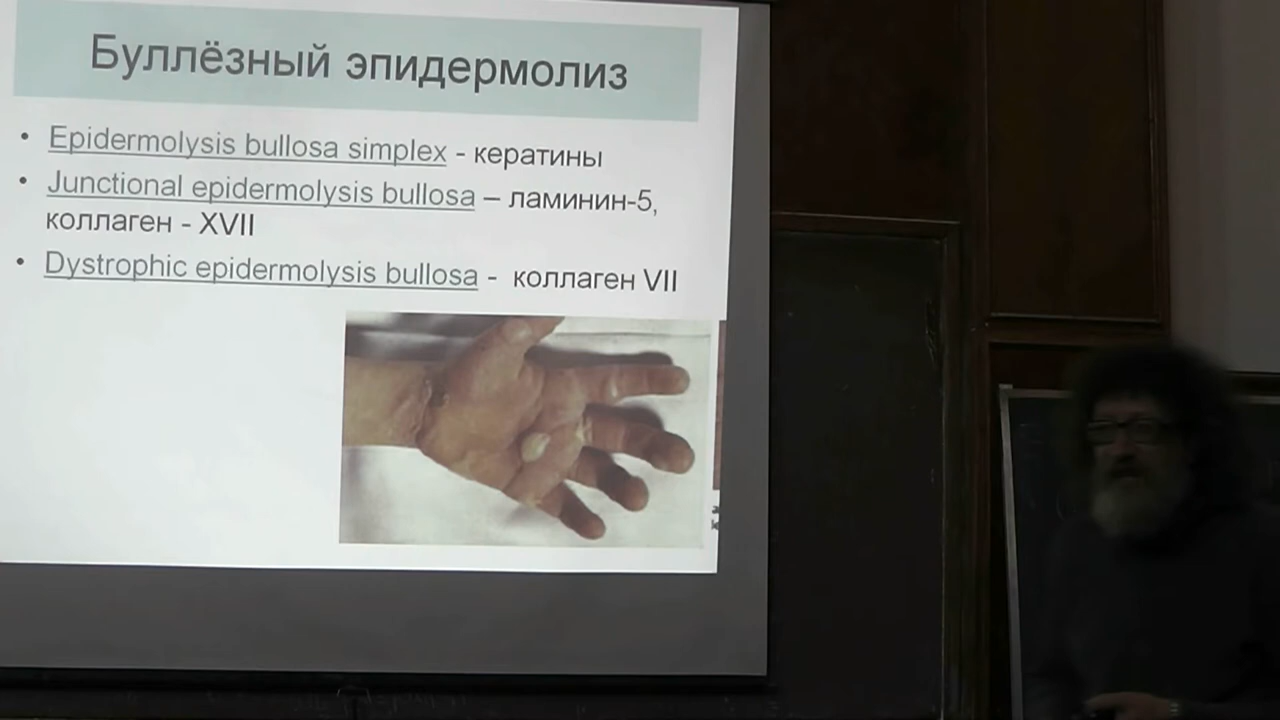 Буллёзный эпидермолиз
• Epidermolysis bullosa simplex - кератины
• Junctional epidermolysis bullosa – ламинин-5,
коллаген - XVII
• Dystrophic epidermolysis bullosa - коллаген VII